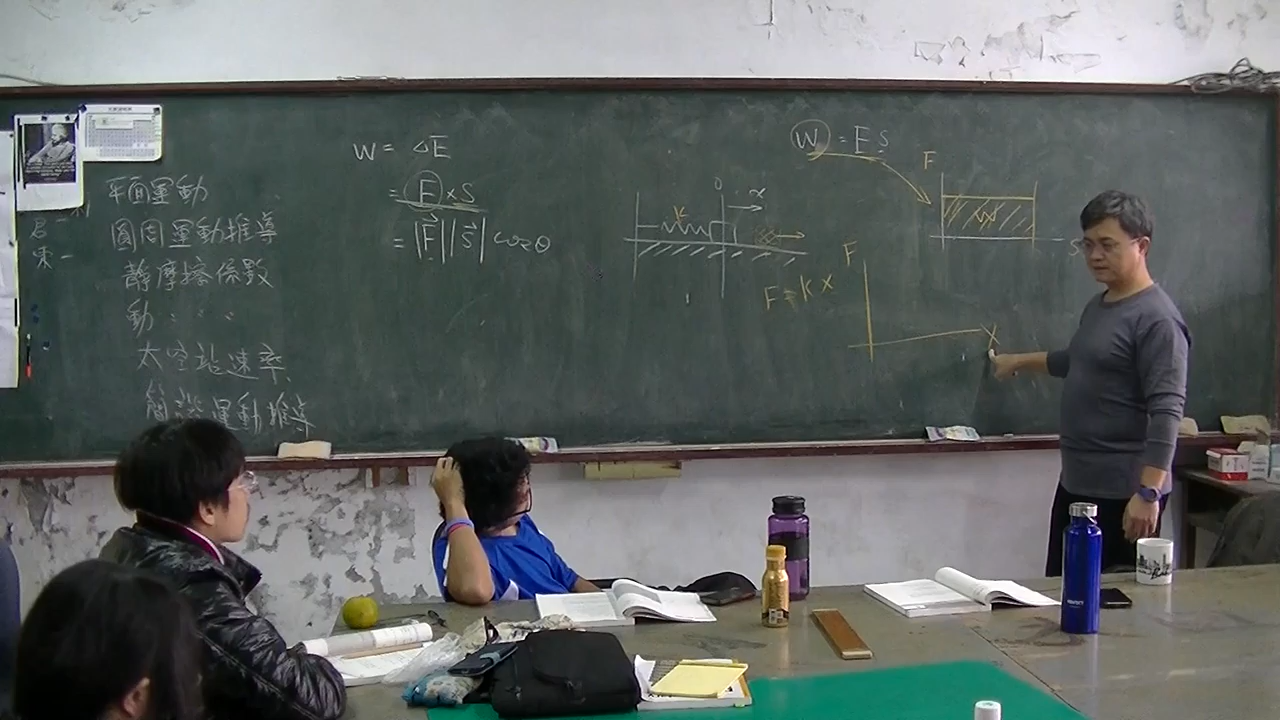 平面運動
圓周運動推導
靜摩擦係數
動〃〃〃
太空站速率
簡諧運動推導
W = ΔE
= F × S
= |F⃗| |S⃗| cos θ
0 x
k
F = k x
F
X
W = F S
F
W
S